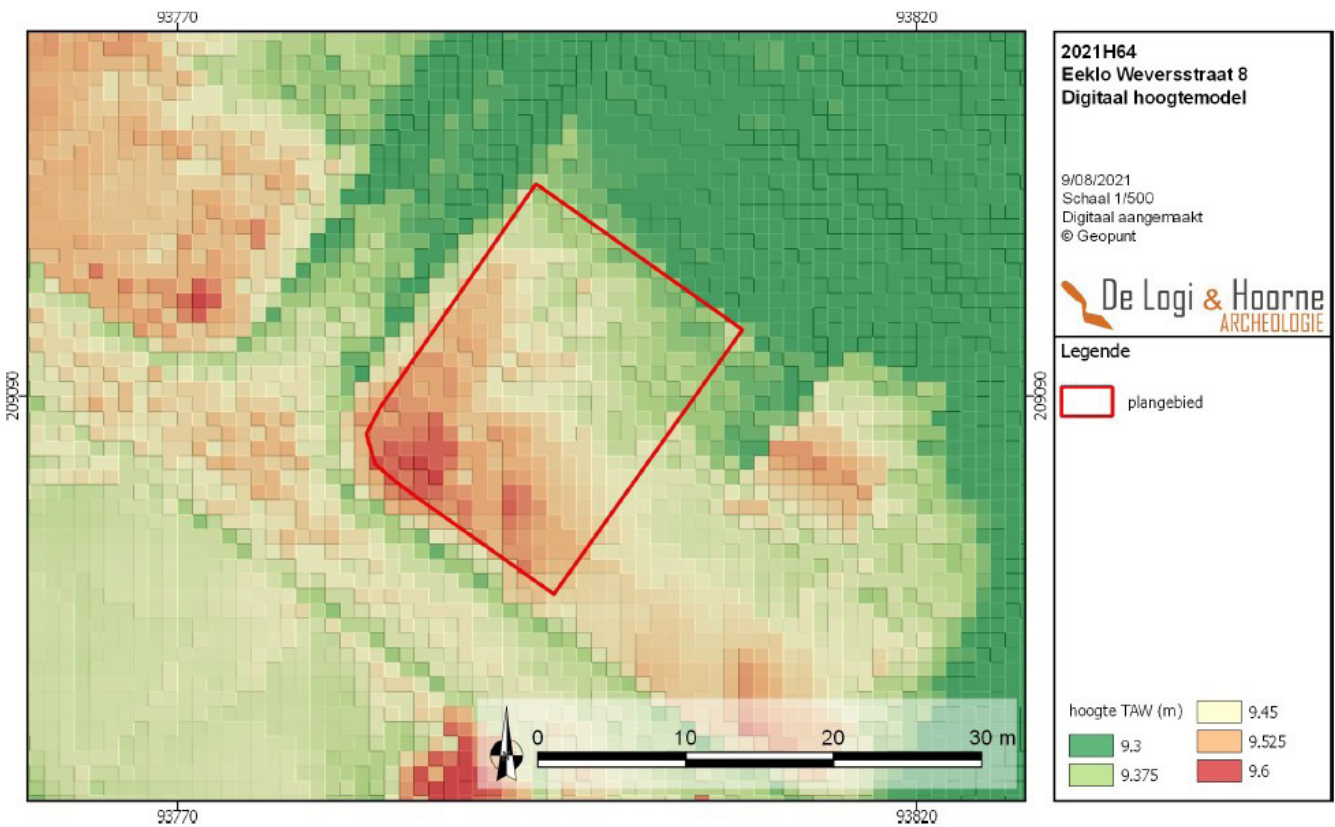 93770
93820
209090
209090
0
10
20
30 m
93770
93820
2021H64
Eeklo Weversstraat 8
Digitaal hoogtemodel
9/08/2021
Schaal 1/500
Digitaal aangemaakt
© Geopunt
De Logi & Hoorne
ARCHEOLOGIE
Legende
plangebied
hoogte TAW (m)
9.3
9.375
9.45
9.525
9.6